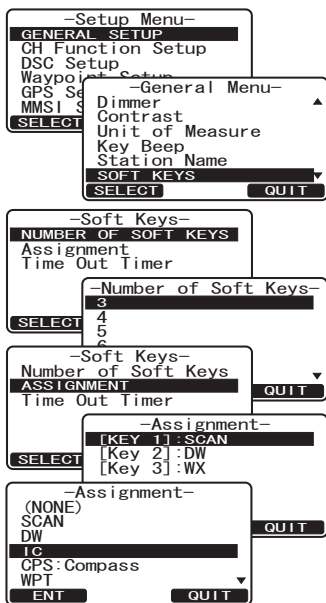 –Setup Menu–
GENERAL SETUP
CH Function Setup
DSC Setup
Waypoint Setup
GPS Se
MMSI S
SELECT
–General Menu–
Dimmer
Contrast
Unit of Measure
Key Beep
Station Name
SOFT KEYS
SELECT QUIT
–Soft Keys–
NUMBER OF SOFT KEYS
Assignment
Time Out Timer
SELECT
–Number of Soft Keys–
3
4
5
6
QUIT
–Soft Keys–
Number of Soft Keys
ASSIGNMENT
Time Out Timer
SELECT
–Assignment–
[KEY 1]:SCAN
[Key 2]:DW
[Key 3]:WX
QUIT
–Assignment–
(NONE)
SCAN
DW
IC
CPS:Compass
WPT
ENT QUIT